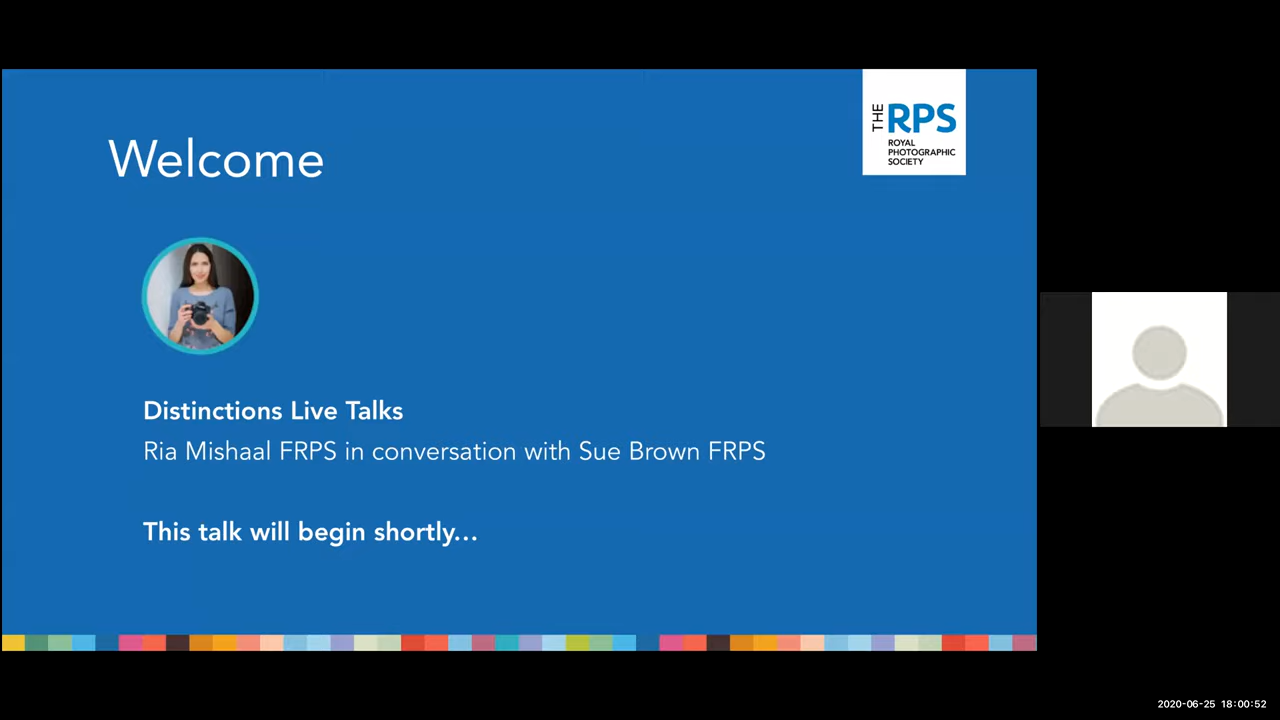 Welcome
THE RPS
ROYAL
PHOTOGRAPHIC
SOCIETY
Distinctions Live Talks
Ria Mishaal FRPS in conversation with Sue Brown FRPS
This talk will begin shortly...
2020-06-25 18:00:52